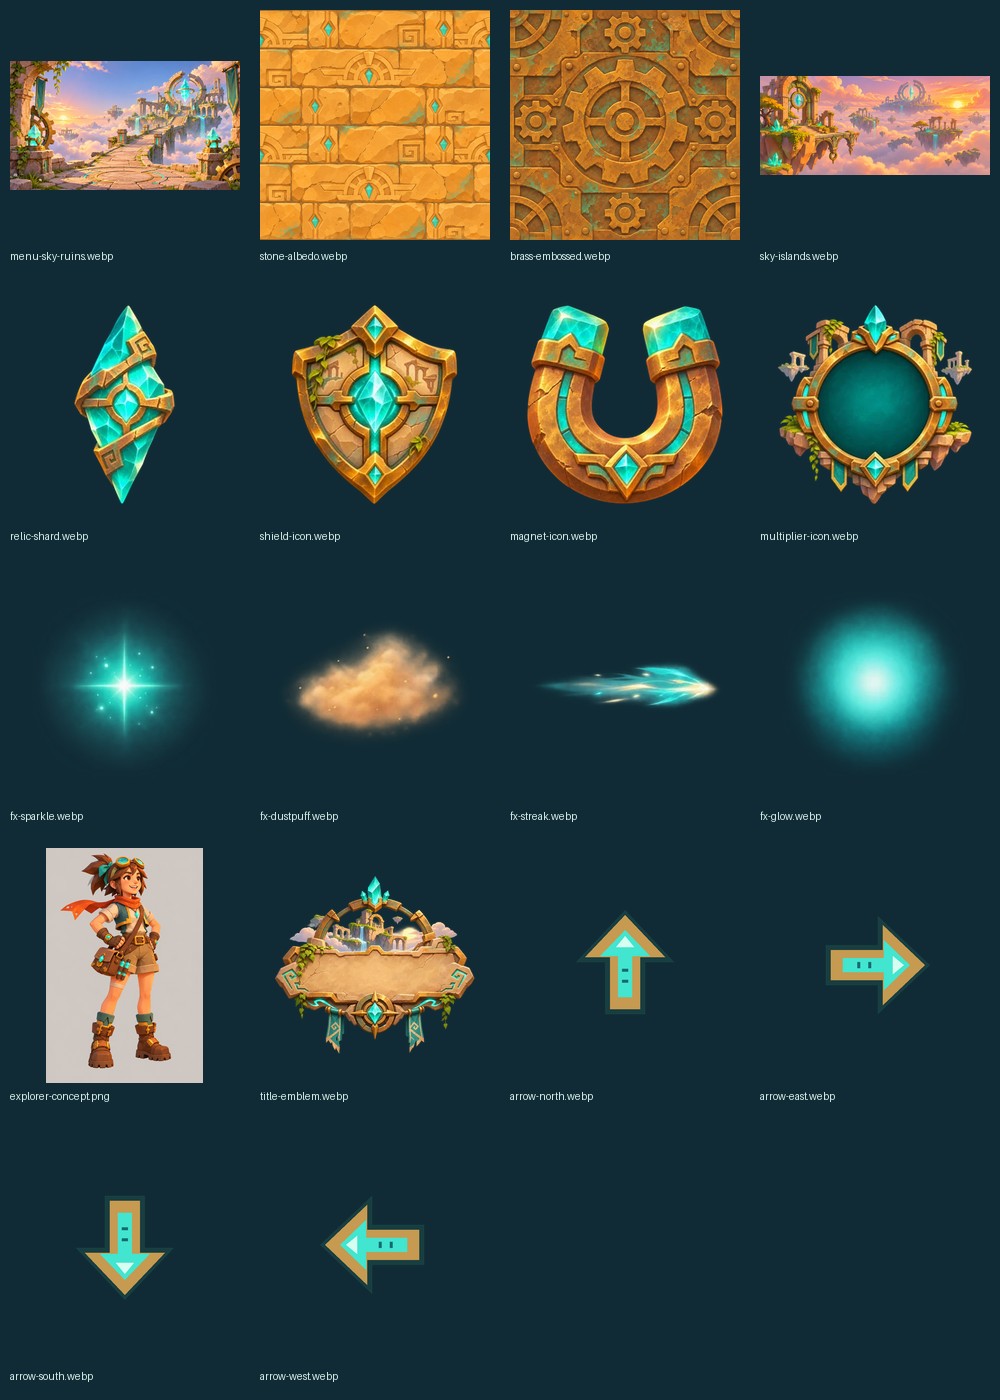 menu-sky-ruins.webp
stone-albedo.webp
brass-embossed.webp
sky-islands.webp
relic-shard.webp
shield-icon.webp
magnet-icon.webp
multiplier-icon.webp
fx-sparkle.webp
fx-dustpuff.webp
fx-streak.webp
fx-glow.webp
explorer-concept.png
title-emblem.webp
arrow-north.webp
arrow-east.webp
arrow-south.webp
arrow-west.webp